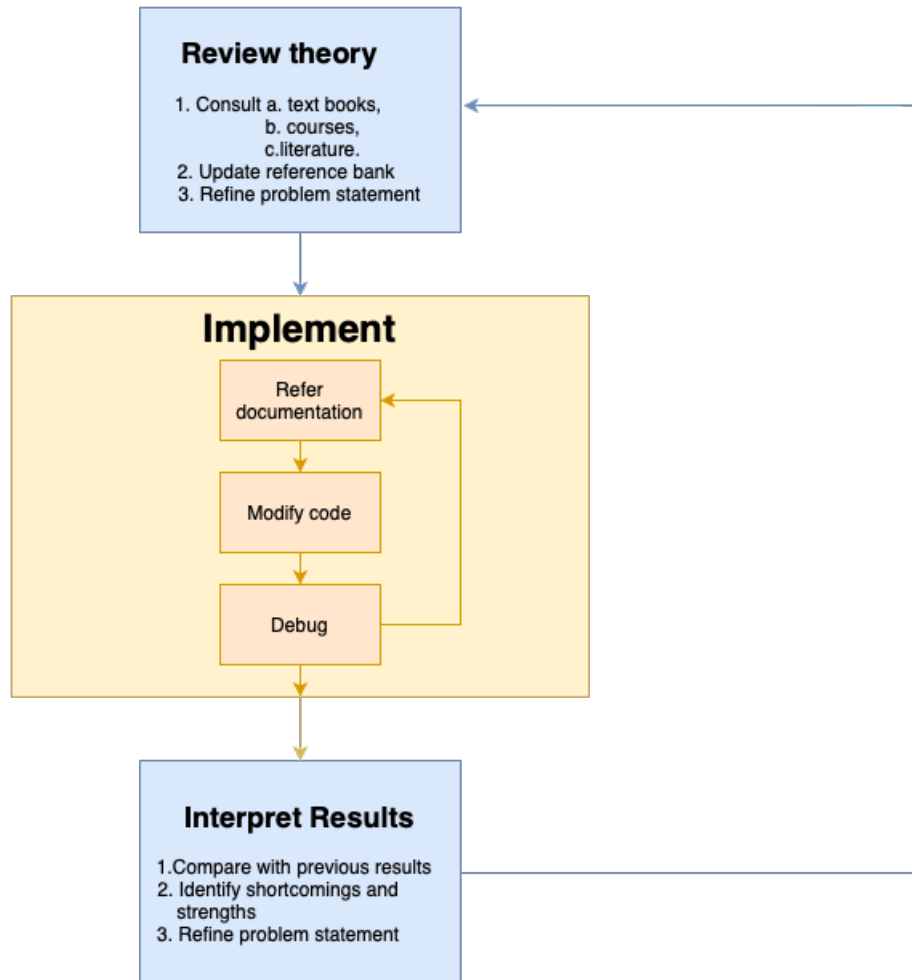 Review theory
1. Consult a. text books,
b. courses,
c.literature.
2. Update reference bank
3. Refine problem statement
Implement
Refer
documentation
Modify code
Debug
Interpret Results
1.Compare with previous results
2. Identify shortcomings and
strengths
3. Refine problem statement